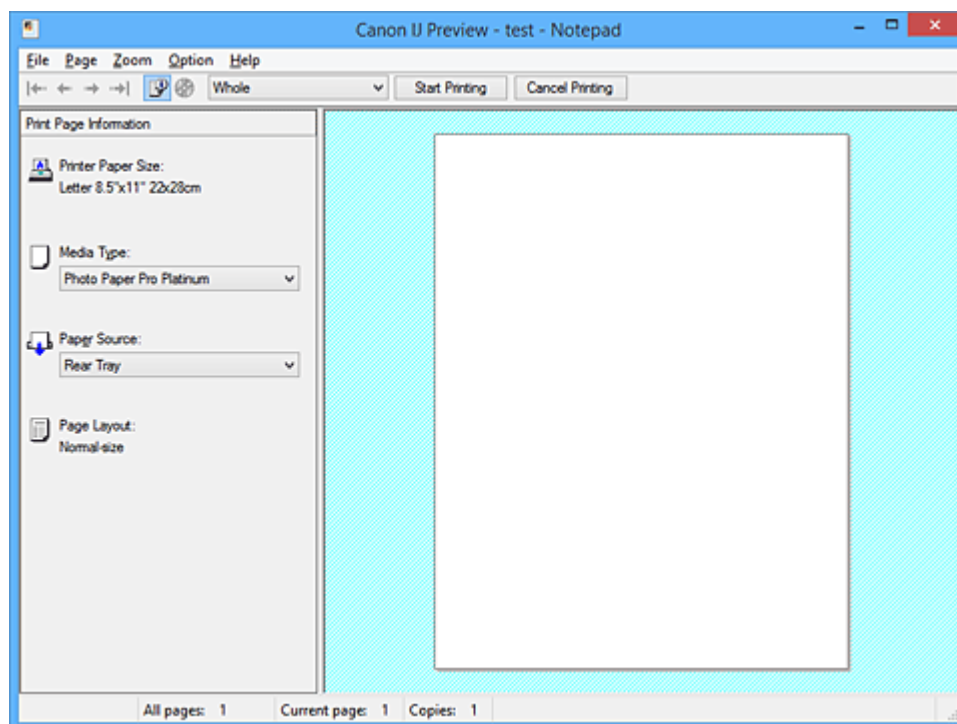 Canon IJ Preview - test - Notepad
File Page Zoom Option Help
Whole Start Printing Cancel Printing
Print Page Information
Printer Paper Size:
Letter 8.5"x11" 22x28cm
Media Type:
Photo Paper Pro Platinum
Paper Source:
Rear Tray
Page Layout:
Normal-size
All pages: 1 Current page: 1 Copies: 1